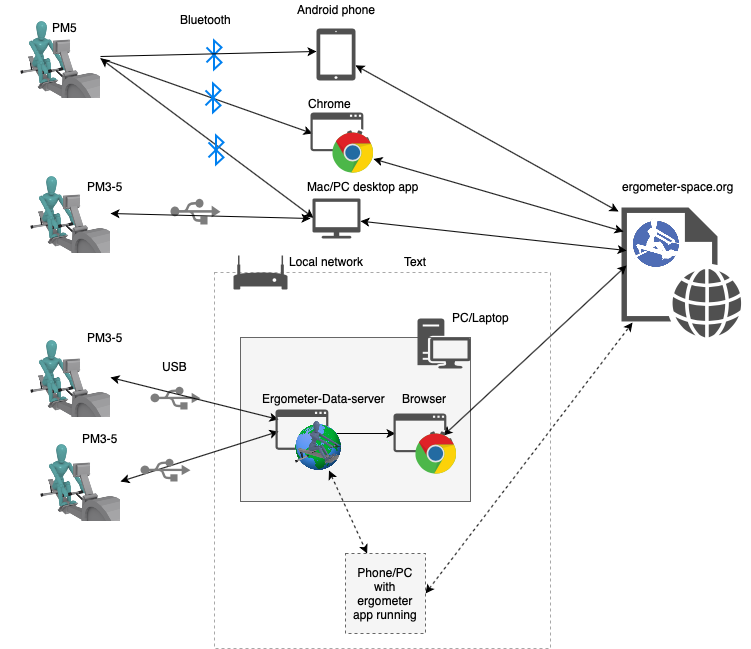 PM5
Bluetooth
Android phone
Chrome
PM3-5
Mac/PC desktop app
ergometer-space.org
Local network
Text
PC/Laptop
PM3-5
USB
Ergometer-Data-server
Browser
PM3-5
Phone/PC
with
ergometer
app running